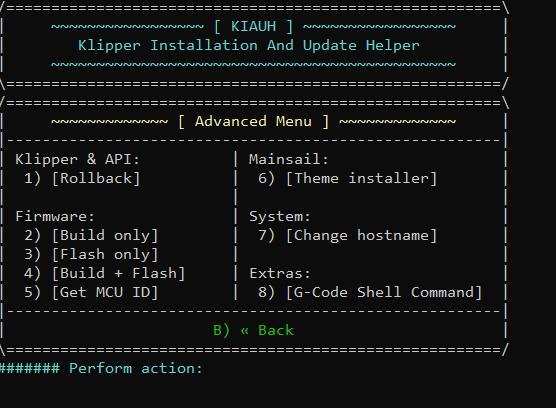 /=======================================================\
|     ~~~~~~~~~~~~~~~~~ [ KIAUH ] ~~~~~~~~~~~~~~~~~     |
|        Klipper Installation And Update Helper         |
|     ~~~~~~~~~~~~~~~~~~~~~~~~~~~~~~~~~~~~~~~~~~~~~     |
\=======================================================/
/=======================================================\
|     ~~~~~~~~~~~~~ [ Advanced Menu ] ~~~~~~~~~~~~~     |
|-------------------------------------------------------|
| Klipper & API:          | Mainsail:                   |
|  1) [Rollback]          |  6) [Theme installer]       |
|                         |                             |
| Firmware:               | System:                     |
|  2) [Build only]        |  7) [Change hostname]       |
|  3) [Flash only]        |                             |
|  4) [Build + Flash]     | Extras:                     |
|  5) [Get MCU ID]        |  8) [G-Code Shell Command]  |
|-------------------------------------------------------|
|                       B) « Back                       |
\=======================================================/
####### Perform action: